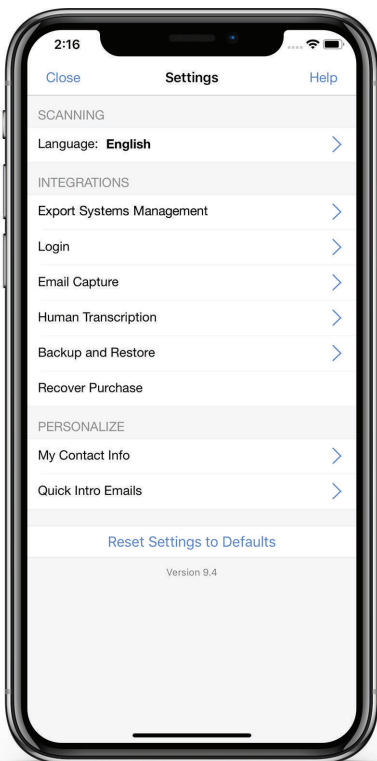 2:16
Close Settings Help
SCANNING
Language: English
INTEGRATIONS
Export Systems Management
Login
Email Capture
Human Transcription
Backup and Restore
Recover Purchase
PERSONALIZE
My Contact Info
Quick Intro Emails
Reset Settings to Defaults
Version 9.4